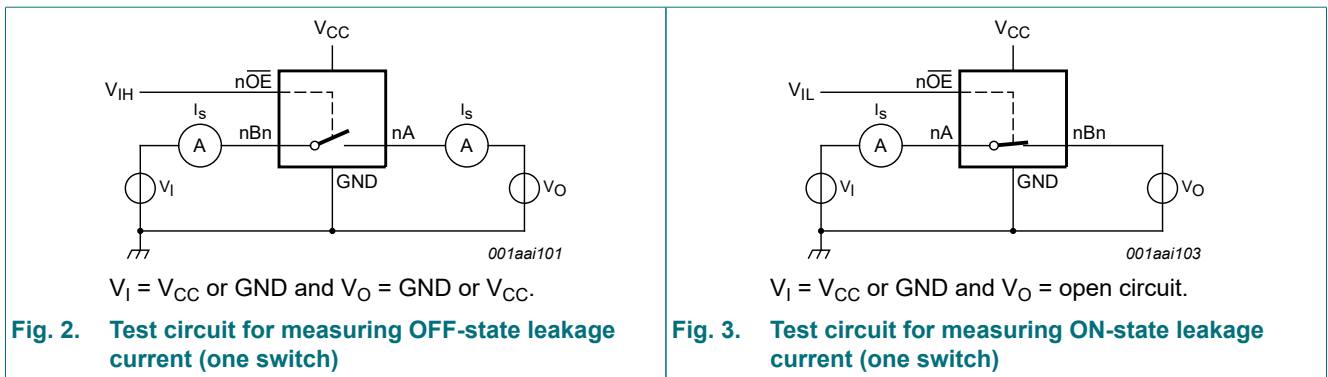 VCC
nOE
VIH
Is
nBn
nA
Is
A
A
VI
GND
VO
001aai101
VI = VCC or GND and VO = GND or VCC.
Fig. 2. Test circuit for measuring OFF-state leakage
current (one switch)
VCC
nOE
VIL
Is
nA
nBn
A
VI
GND
VO
001aai103
VI = VCC or GND and VO = open circuit.
Fig. 3. Test circuit for measuring ON-state leakage
current (one switch)